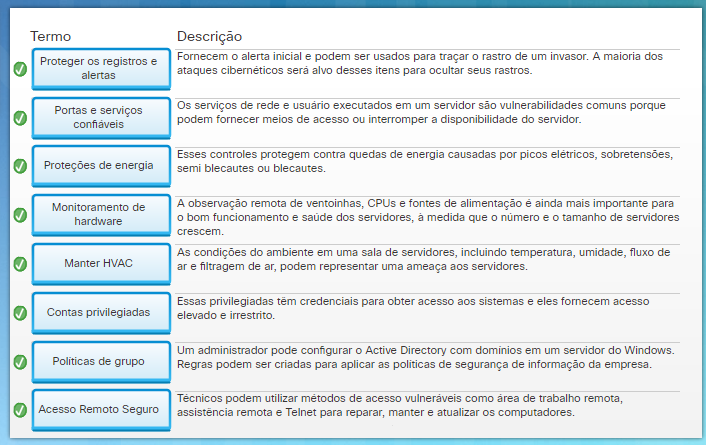 Termo
Descrição
Proteger os registros e
alertas
Fornecem o alerta inicial e podem ser usados para traçar o rastro de um invasor. A maioria dos
ataques cibernéticos será alvo desses itens para ocultar seus rastros.
Portas e serviços
confiáveis
Os serviços de rede e usuário executados em um servidor são vulnerabilidades comuns porque
podem fornecer meios de acesso ou interromper a disponibilidade do servidor.
Proteções de energia
Esses controles protegem contra quedas de energia causadas por picos elétricos, sobretensões,
semi blecautes ou blecautes.
Monitoramento de
hardware
A observação remota de ventoinhas, CPUs e fontes de alimentação é ainda mais importante para
o bom funcionamento e saúde dos servidores, à medida que o número e o tamanho de servidores
crescem.
Manter HVAC
As condições do ambiente em uma sala de servidores, incluindo temperatura, umidade, fluxo de
ar e filtragem de ar, podem representar uma ameaça aos servidores.
Contas privilegiadas
Essas privilegiadas têm credenciais para obter acesso aos sistemas e eles fornecem acesso
elevado e irrestrito.
Políticas de grupo
Um administrador pode configurar o Active Directory com domínios em um servidor do Windows.
Regras podem ser criadas para aplicar as políticas de segurança de informação da empresa.
Acesso Remoto Seguro
Técnicos podem utilizar métodos de acesso vulneráveis como área de trabalho remota,
assistência remota e Telnet para reparar, manter e atualizar os computadores.